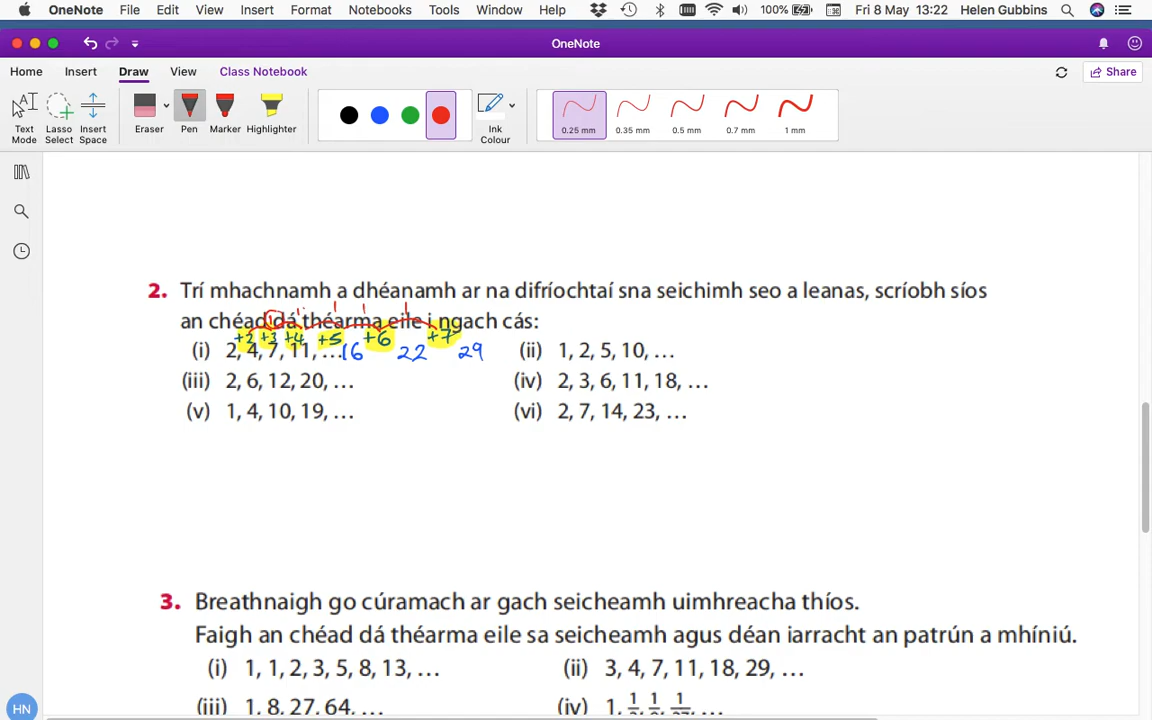 OneNote File Edit View Insert Format Notebooks Tools Window Help 100% Fri 8 May 13:22 Helen Gubbins
OneNote
Home Insert Draw View Class Notebook Share
Text Mode Lasso Select Insert Space Eraser Pen Marker Highlighter Ink Colour 0.25 mm 0.35 mm 0.5 mm 0.7 mm 1 mm
2. Trí mhachnamh a dhéanamh ar na difríochtaí sna seichimh seo a leanas, scríobh síos
1 1 1 1 1
an chéad dá théarma eile i ngach cás:
+2 +3 +4 +5 +6 +7
(i) 2, 4, 7, 11, … 16 22 29 (ii) 1, 2, 5, 10, …
(iii) 2, 6, 12, 20, … (iv) 2, 3, 6, 11, 18, …
(v) 1, 4, 10, 19, … (vi) 2, 7, 14, 23, …
3. Breathnaigh go cúramach ar gach seicheamh uimhreacha thíos.
Faigh an chéad dá théarma eile sa seicheamh agus déan iarracht an patrún a mhíniú.
(i) 1, 1, 2, 3, 5, 8, 13, … (ii) 3, 4, 7, 11, 18, 29, …
(iii) 1, 8, 27, 64, … (iv) 1,
HN